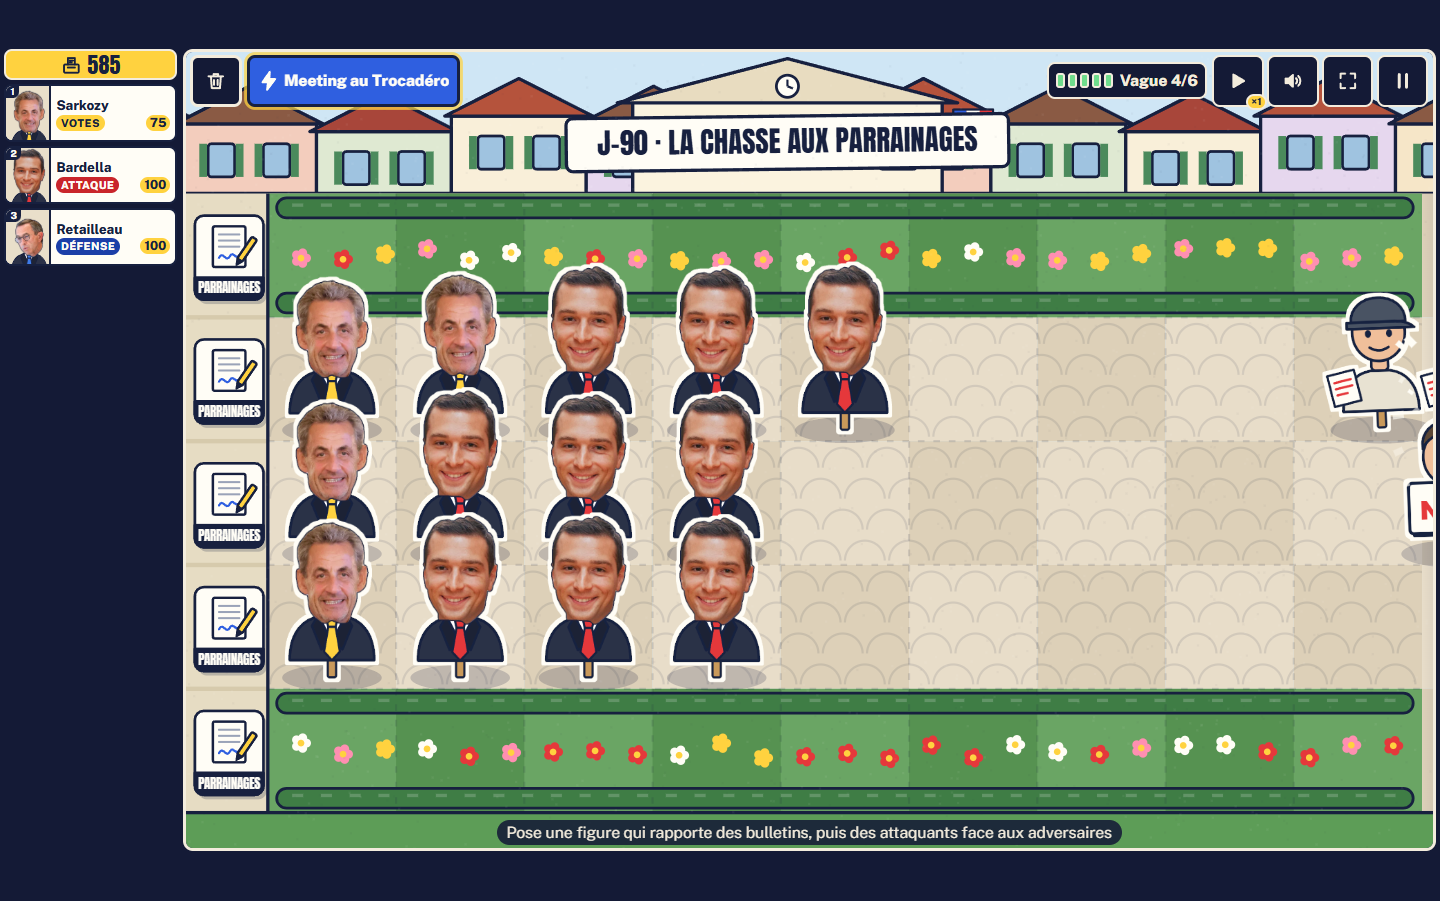 585
1
Sarkozy
VOTES
75
2
Bardella
ATTAQUE
100
3
Retailleau
DÉFENSE
100
Meeting au Trocadéro
Vague 4/6
×1
J-90 · LA CHASSE AUX PARRAINAGES
PARRAINAGES
PARRAINAGES
PARRAINAGES
PARRAINAGES
PARRAINAGES
N
Pose une figure qui rapporte des bulletins, puis des attaquants face aux adversaires